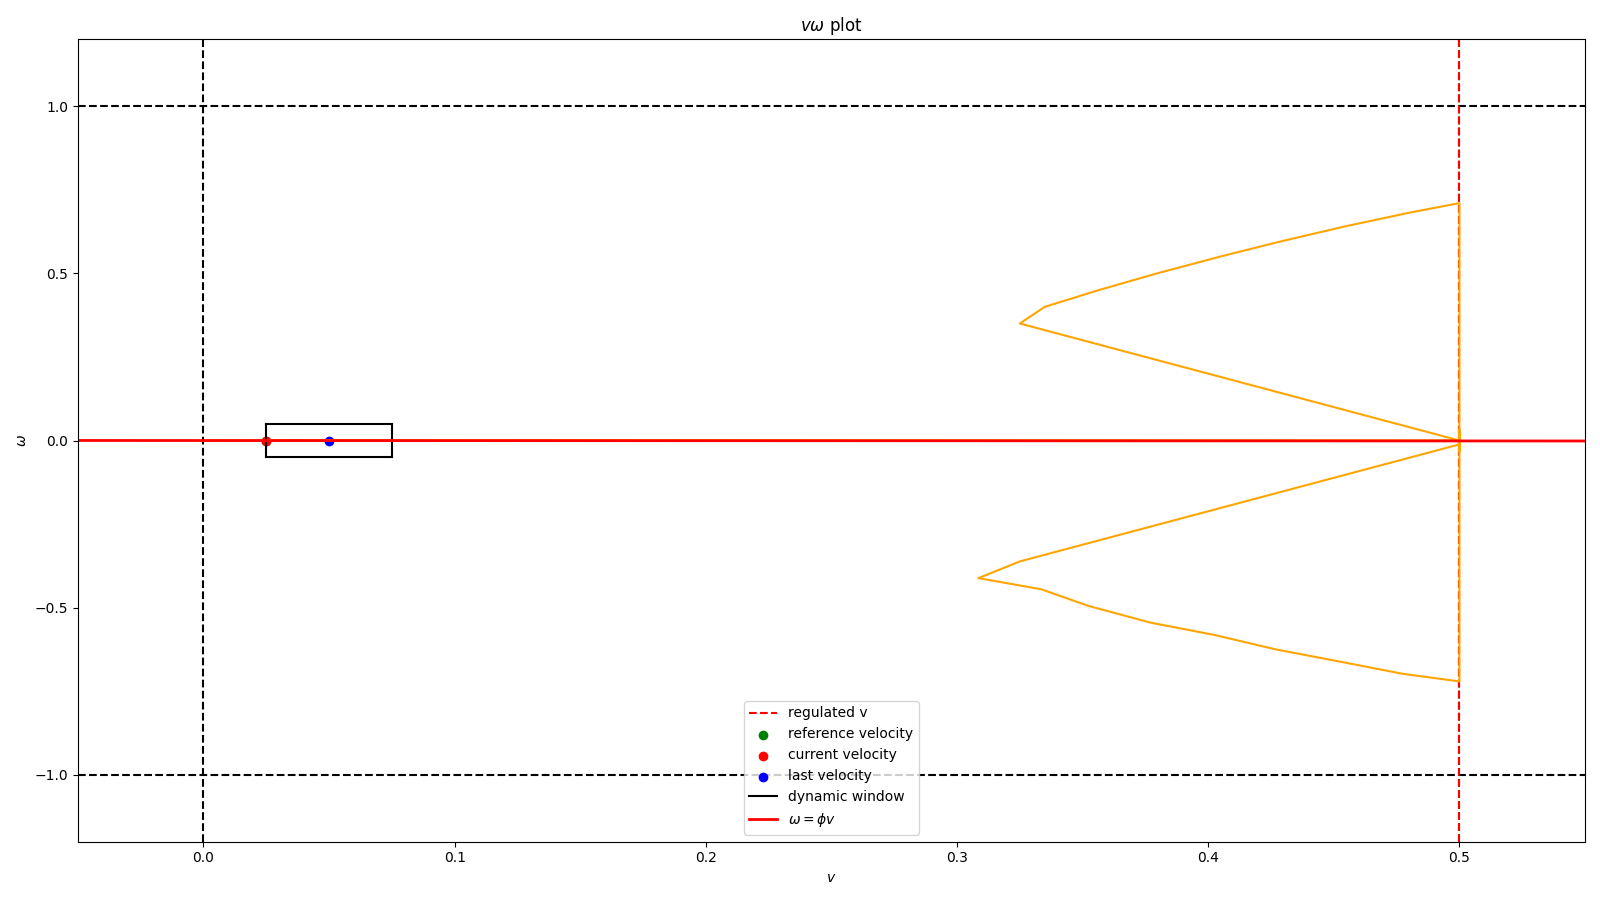 vω plot
1.0
0.5
0.0
−0.5
−1.0
ω
regulated v
reference velocity
current velocity
last velocity
dynamic window
ω = ϕv
0.0 0.1 0.2 0.3 0.4 0.5
v